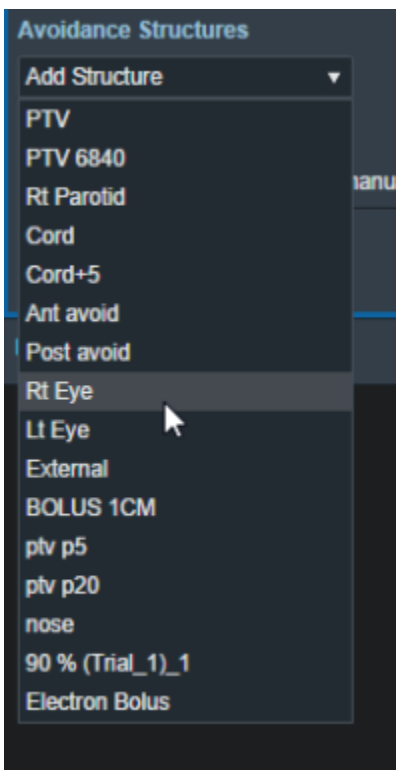 Avoidance Structures
Add Structure
PTV
PTV 6840
Rt Parotid
Cord
Cord+5
Ant avoid
Post avoid
Rt Eye
Lt Eye
External
BOLUS 1CM
ptv p5
ptv p20
nose
90 % (Trial_1)_1
Electron Bolus